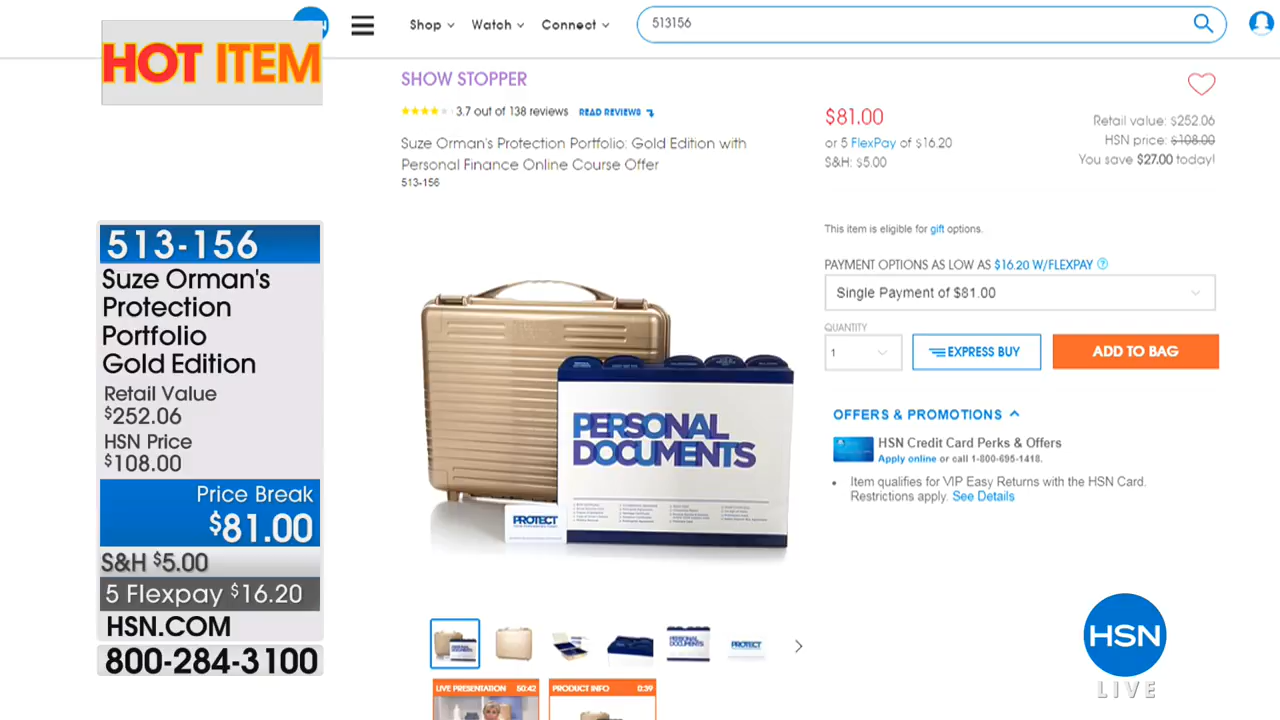 HOT ITEM
Shop
Watch
Connect
513156
SHOW STOPPER
3.7 out of 138 reviews
READ REVIEWS
Suze Orman's Protection Portfolio: Gold Edition with
Personal Finance Online Course Offer
513-156
$81.00
or 5 FlexPay of $16.20
S&H: $5.00
Retail value: $252.06
HSN price: $108.00
You save $27.00 today!
This item is eligible for gift options.
PAYMENT OPTIONS AS LOW AS $16.20 W/FLEXPAY ?
Single Payment of $81.00
QUANTITY
1
EXPRESS BUY
ADD TO BAG
OFFERS & PROMOTIONS
HSN Credit Card Perks & Offers
Apply online or call 1-800-695-1418.
• Item qualifies for VIP Easy Returns with the HSN Card.
Restrictions apply. See Details
513-156
Suze Orman's
Protection
Portfolio
Gold Edition
Retail Value
$252.06
HSN Price
$108.00
Price Break
$81.00
S&H $5.00
5 Flexpay $16.20
HSN.COM
800-284-3100
PERSONAL
DOCUMENTS
PROTECT
PERSONAL
DOCUMENTS
PROTECT
LIVE PRESENTATION 50:42
PRODUCT INFO 0:39
HSN
LIVE